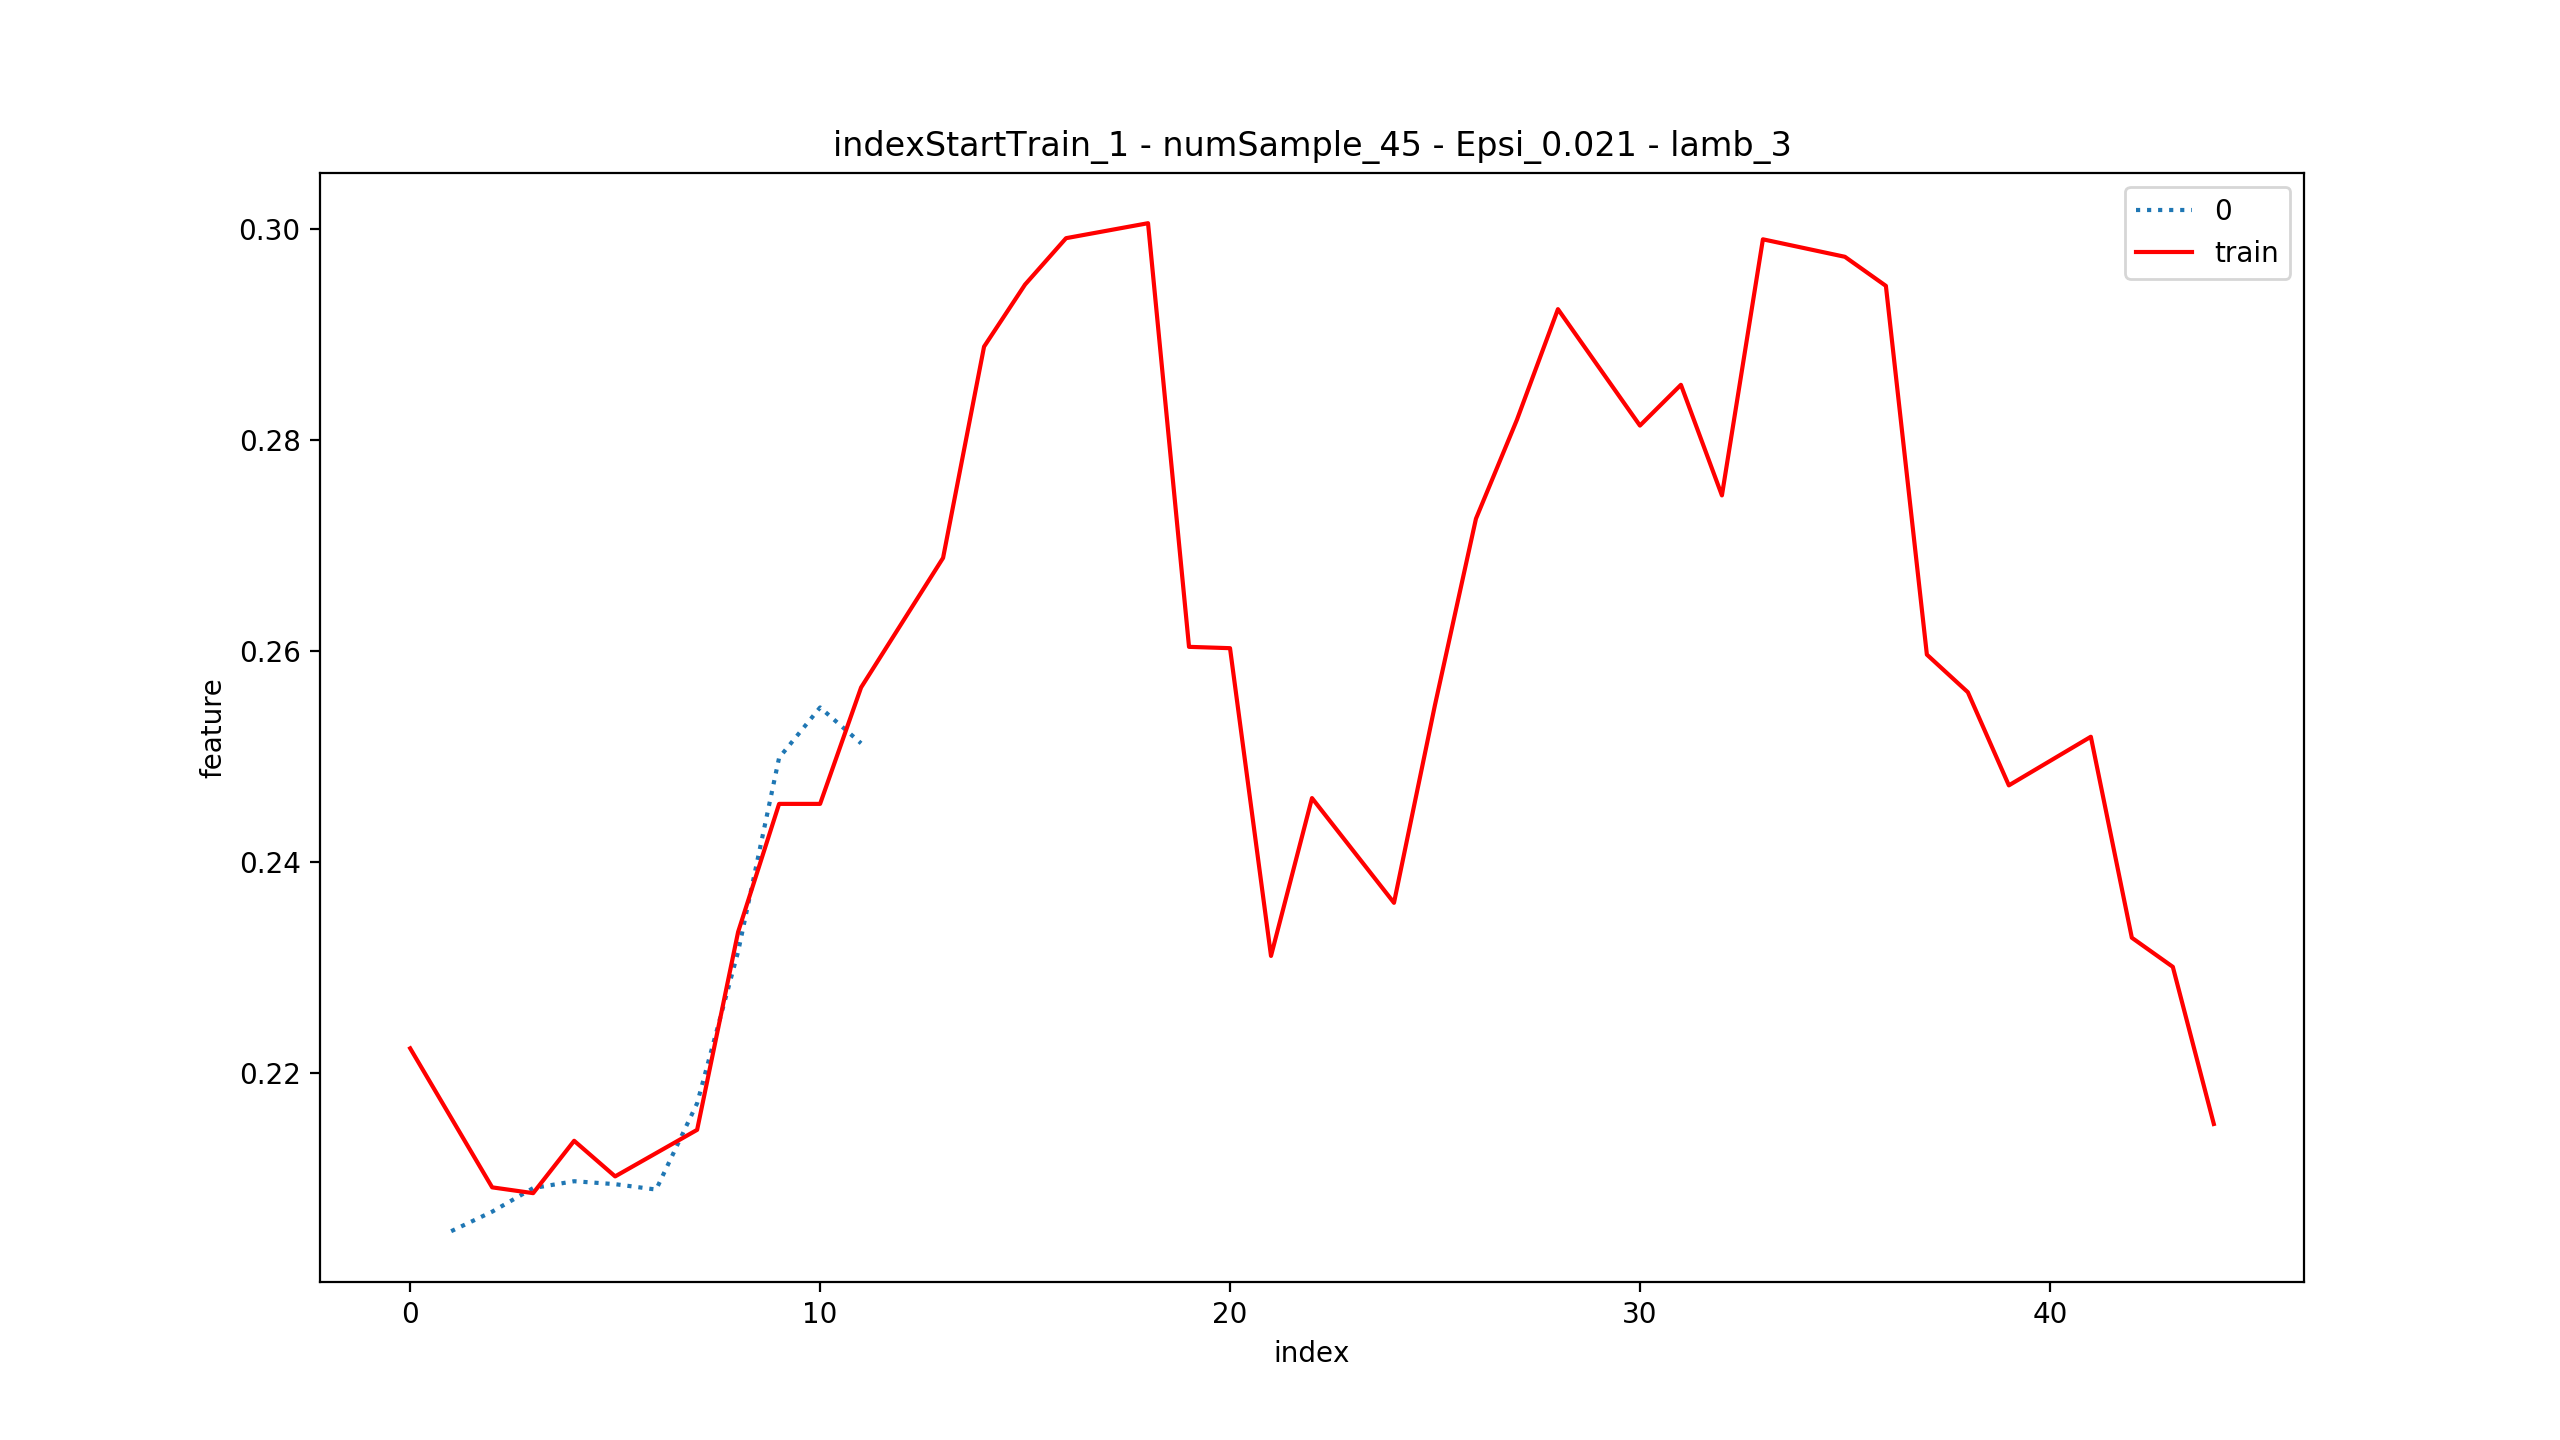 indexStartTrain_1 - numSample_45 - Epsi_0.021 - lamb_3
0
train
0.30
0.28
0.26
0.24
0.22
feature
0 10 20 30 40
index